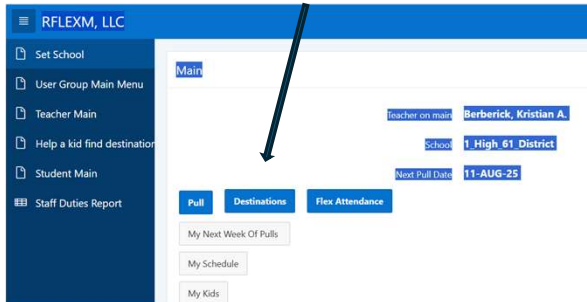 RFLEXM, LLC
Set School
User Group Main Menu
Teacher Main
Help a kid find destination
Student Main
Staff Duties Report
Main
Teacher on main Berberick, Kristian A.
School 1_High_61_District
Next Pull Date 11-AUG-25
Pull Destinations Flex Attendance
My Next Week Of Pulls
My Schedule
My Kids